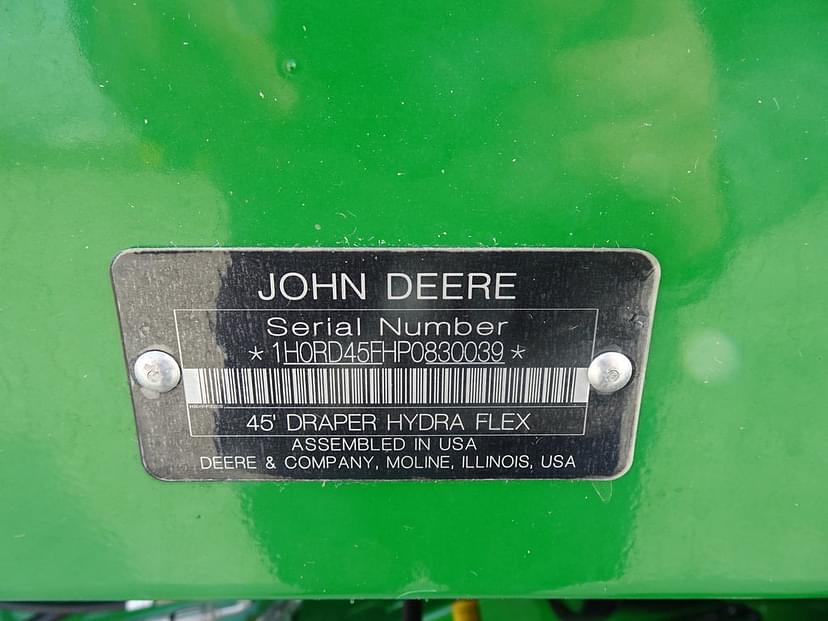 JOHN DEERE
Serial Number
*1H0RD45FHP0830039*
45' DRAPER HYDRA FLEX
ASSEMBLED IN USA
DEERE & COMPANY, MOLINE, ILLINOIS, USA